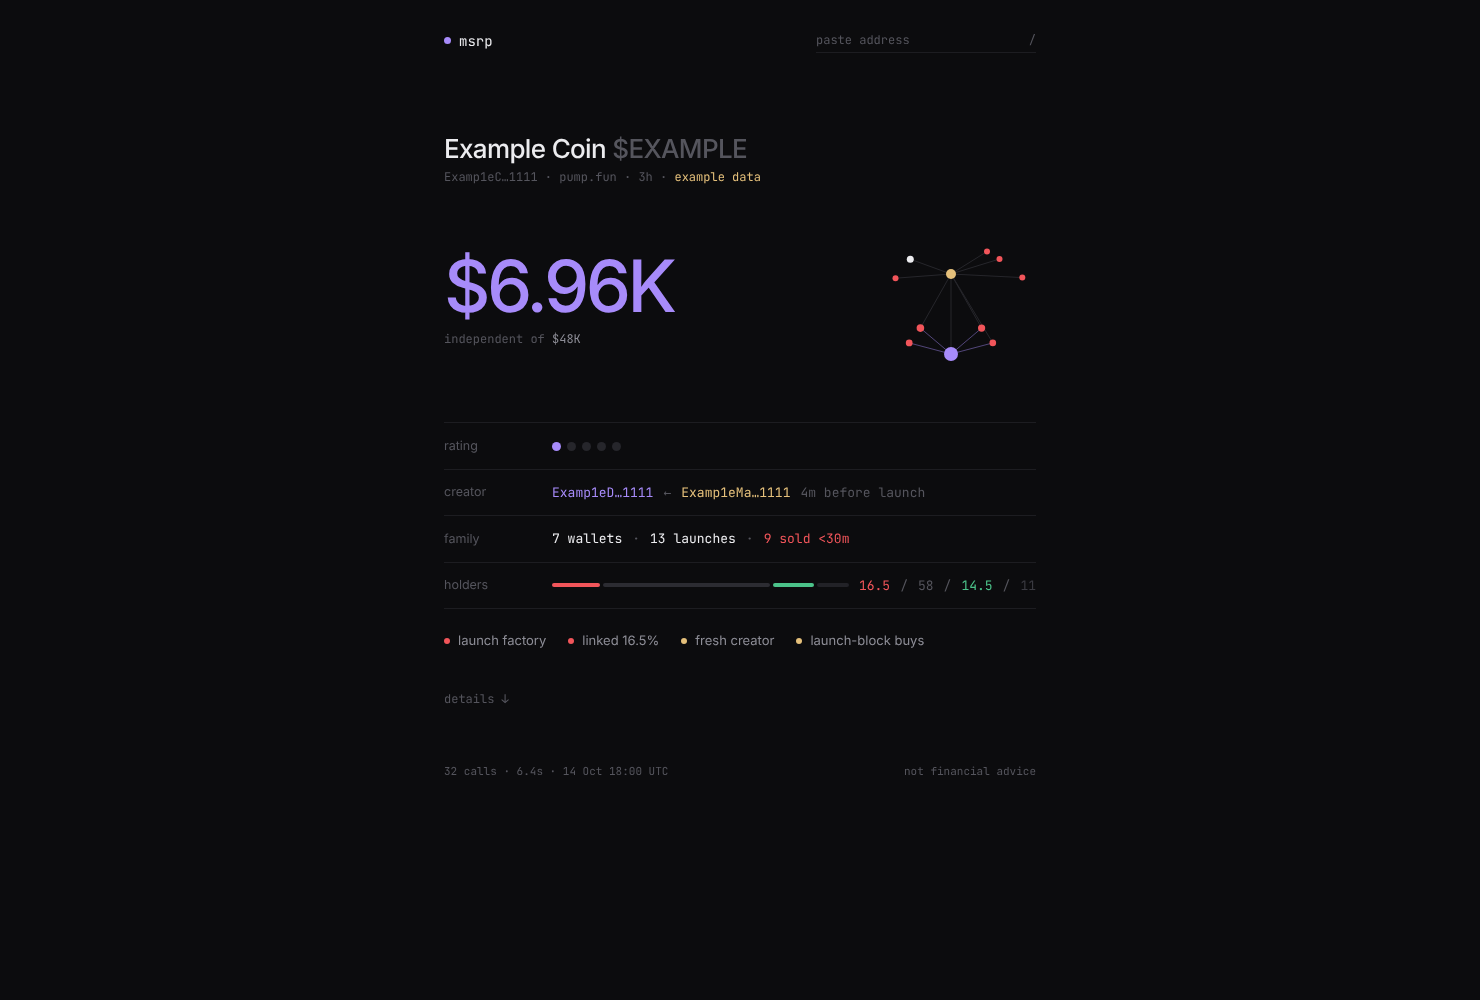 msrp
paste address /
Example Coin $EXAMPLE
Examp1eC…1111 · pump.fun · 3h · example data
$6.96K
independent of $48K
rating
creator Examp1eD…1111 ← Examp1eMa…1111 4m before launch
family 7 wallets · 13 launches · 9 sold <30m
holders 16.5 / 58 / 14.5 / 11
launch factory linked 16.5% fresh creator launch-block buys
details ↓
32 calls · 6.4s · 14 Oct 18:00 UTC not financial advice